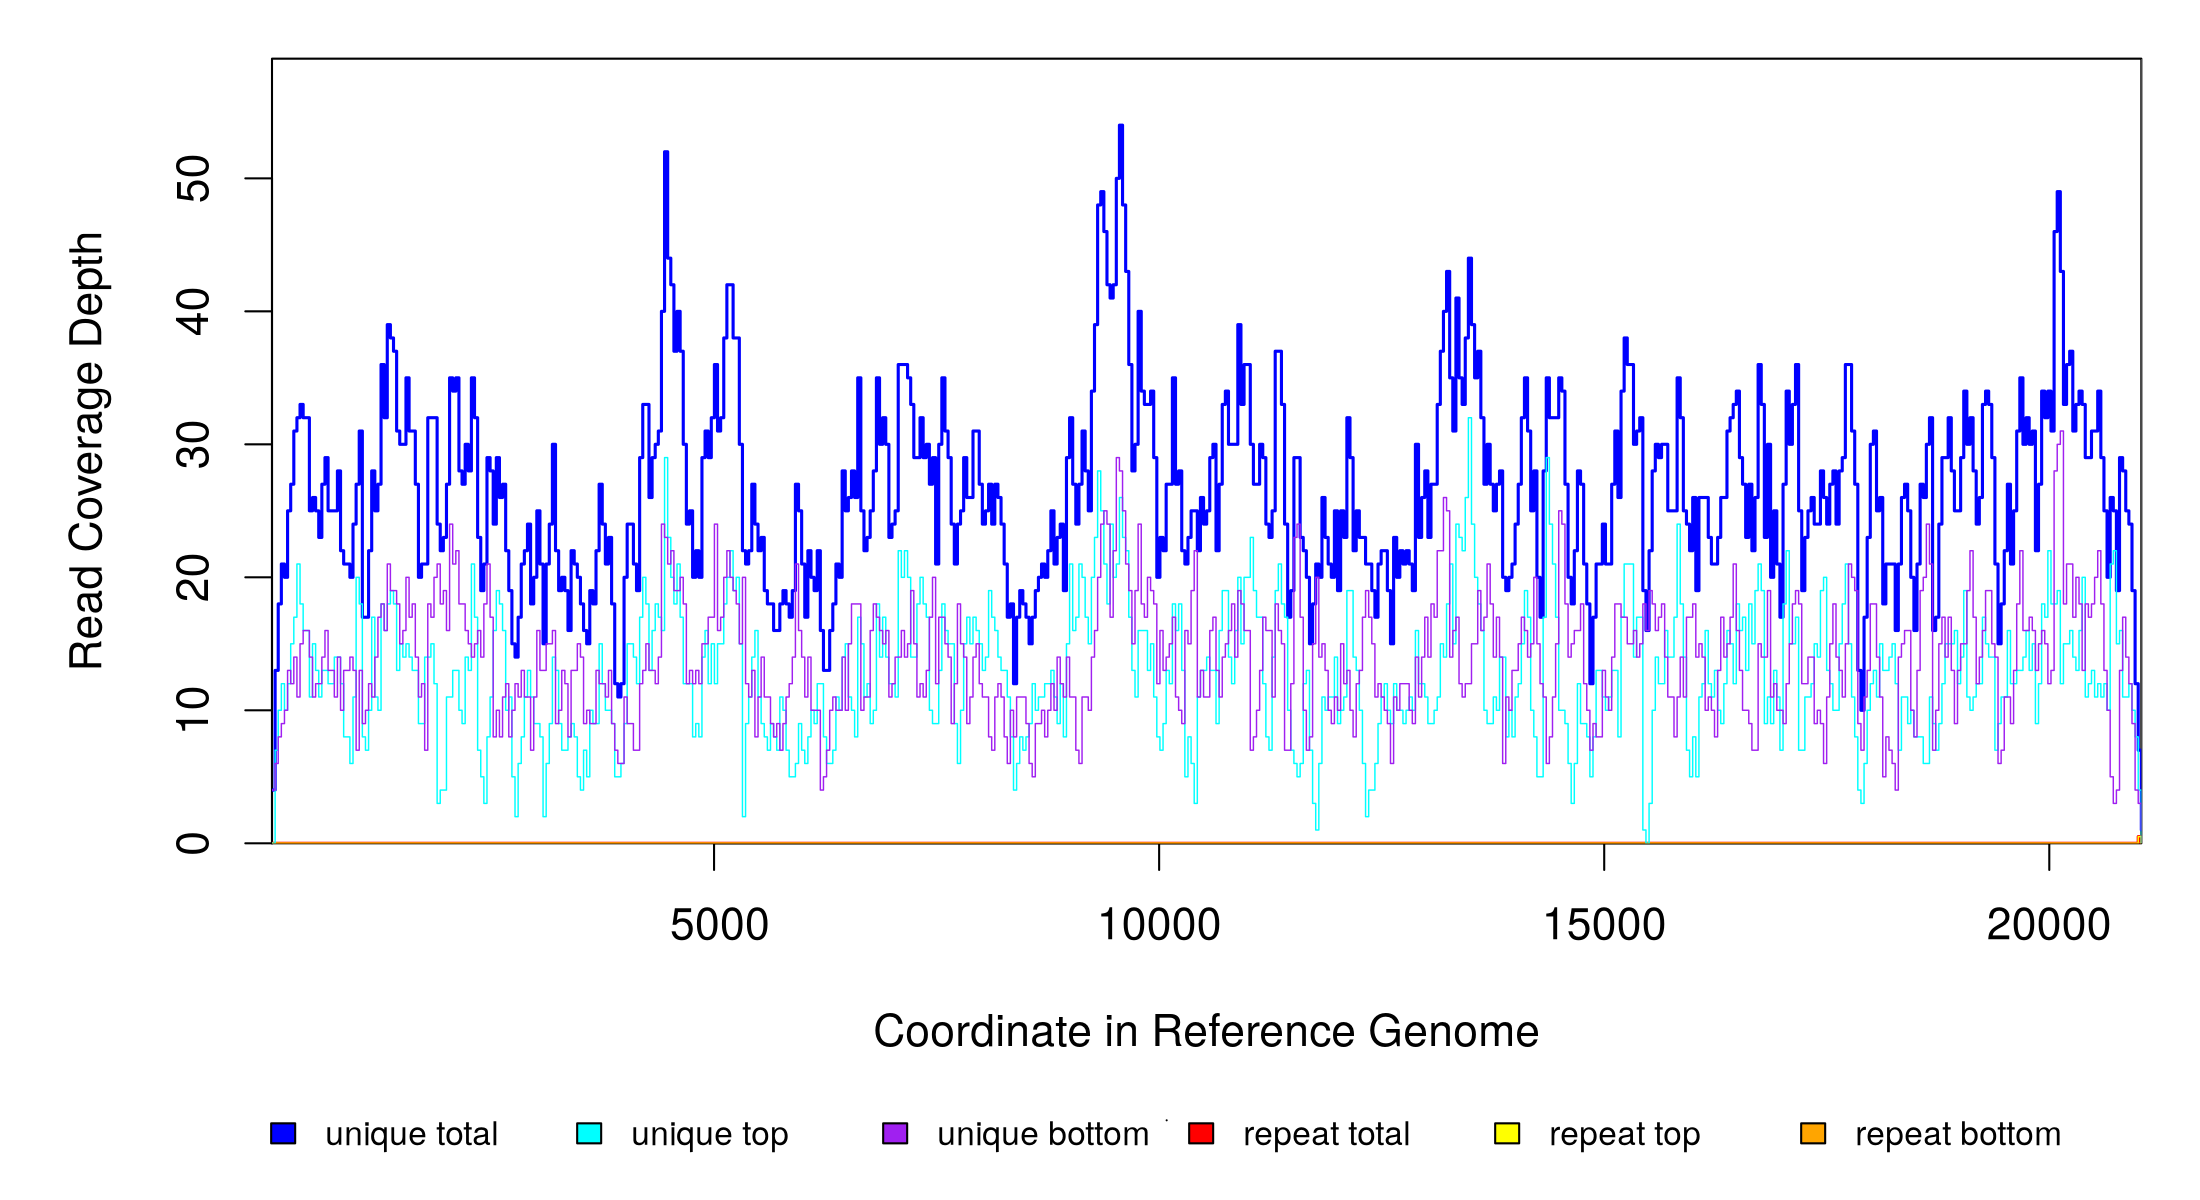 Read Coverage Depth
50
40
30
20
10
0
5000 10000 15000 20000
Coordinate in Reference Genome
unique total unique top unique bottom repeat total repeat top repeat bottom